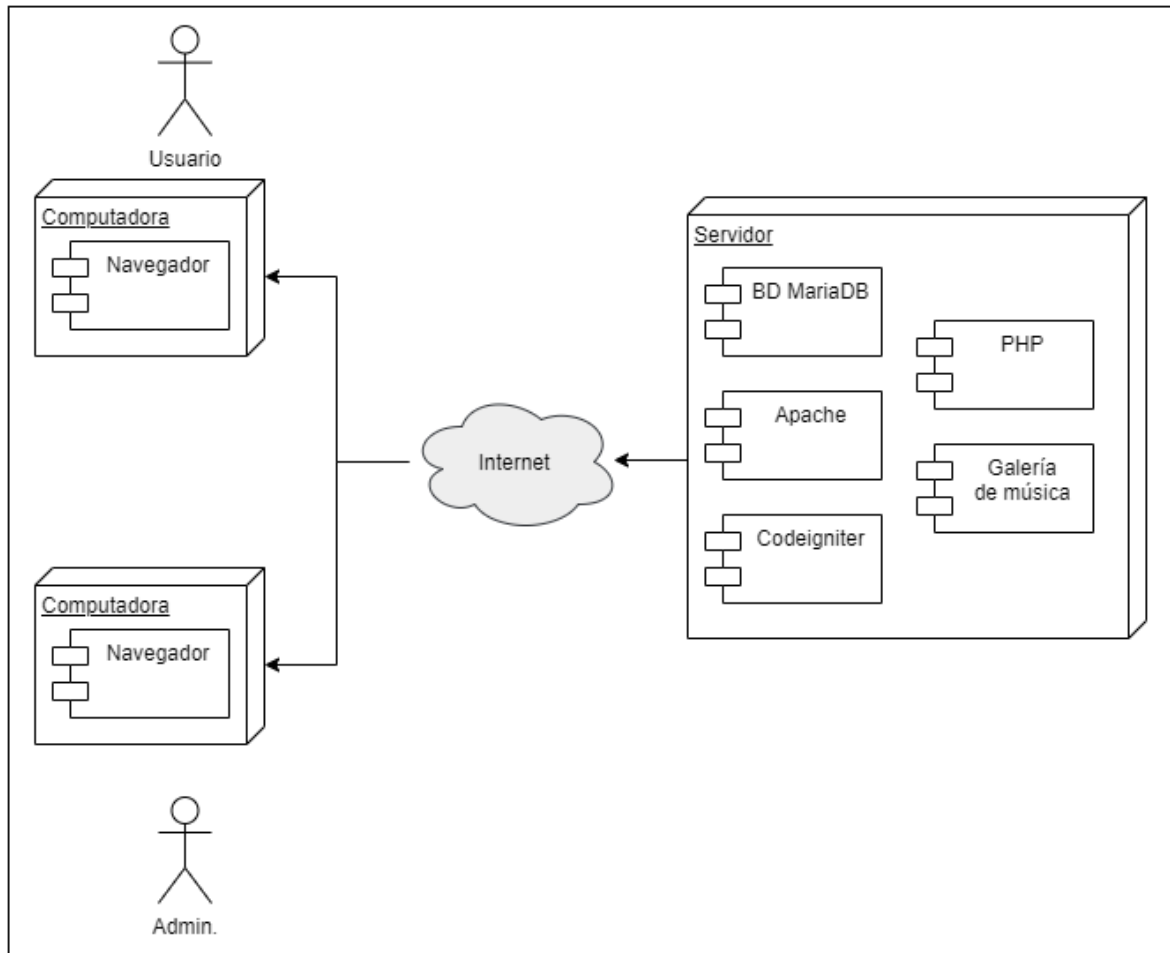 Usuario
Computadora
Navegador
Servidor
BD MariaDB
PHP
Apache
Internet
Galería
de música
Codeigniter
Computadora
Navegador
Admin.